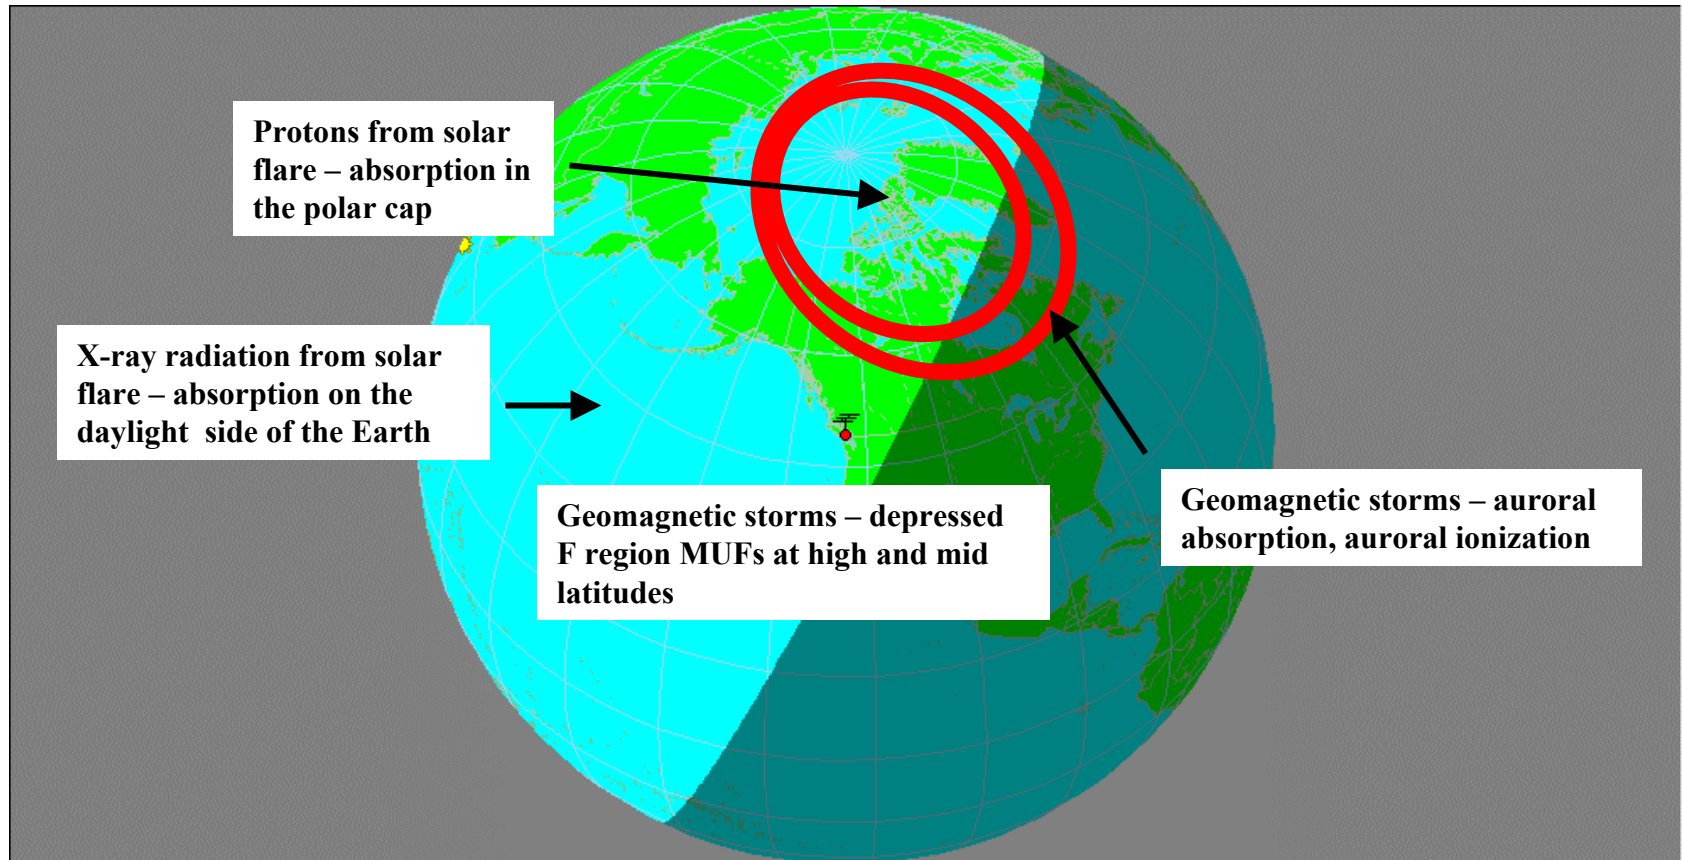 Protons from solar
flare – absorption in
the polar cap
X-ray radiation from solar
flare – absorption on the
daylight  side of the Earth
Geomagnetic storms – depressed
F region MUFs at high and mid
latitudes
Geomagnetic storms – auroral
absorption, auroral ionization